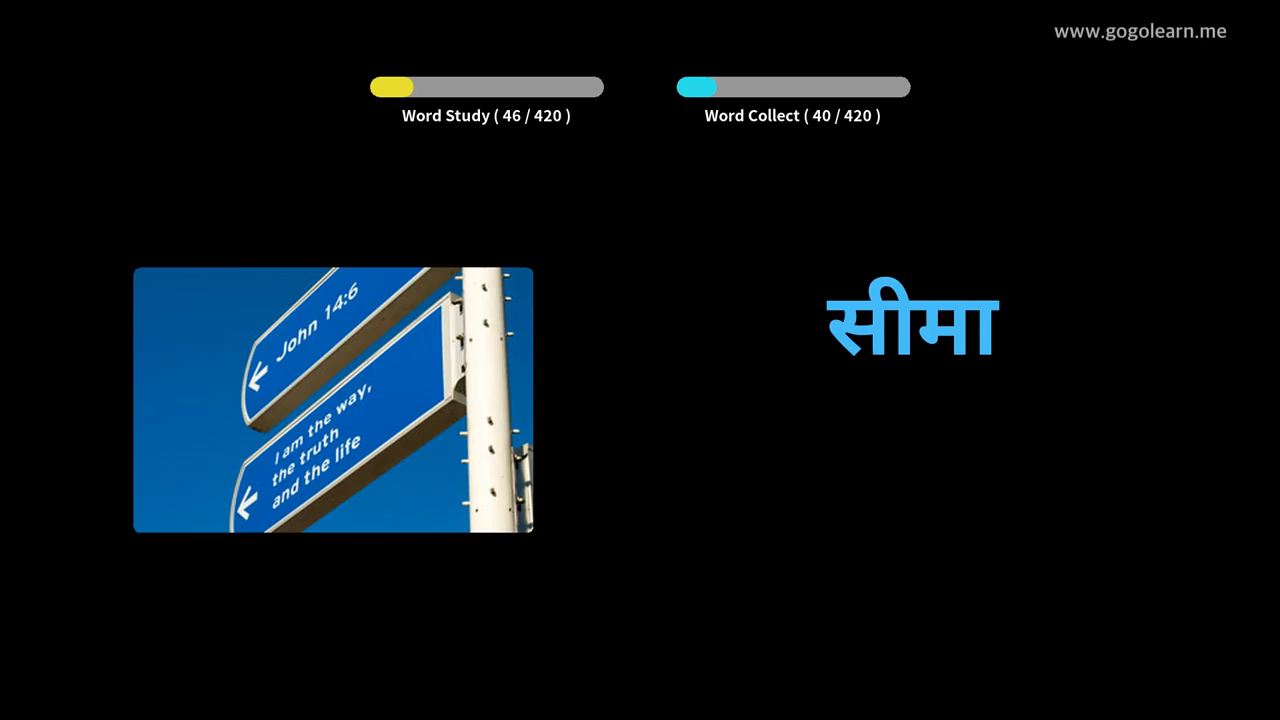 www.gogolearn.me
Word Study ( 46 / 420 )
Word Collect ( 40 / 420 )
John 14:6
I am the way,
the truth
and the life
सीमा